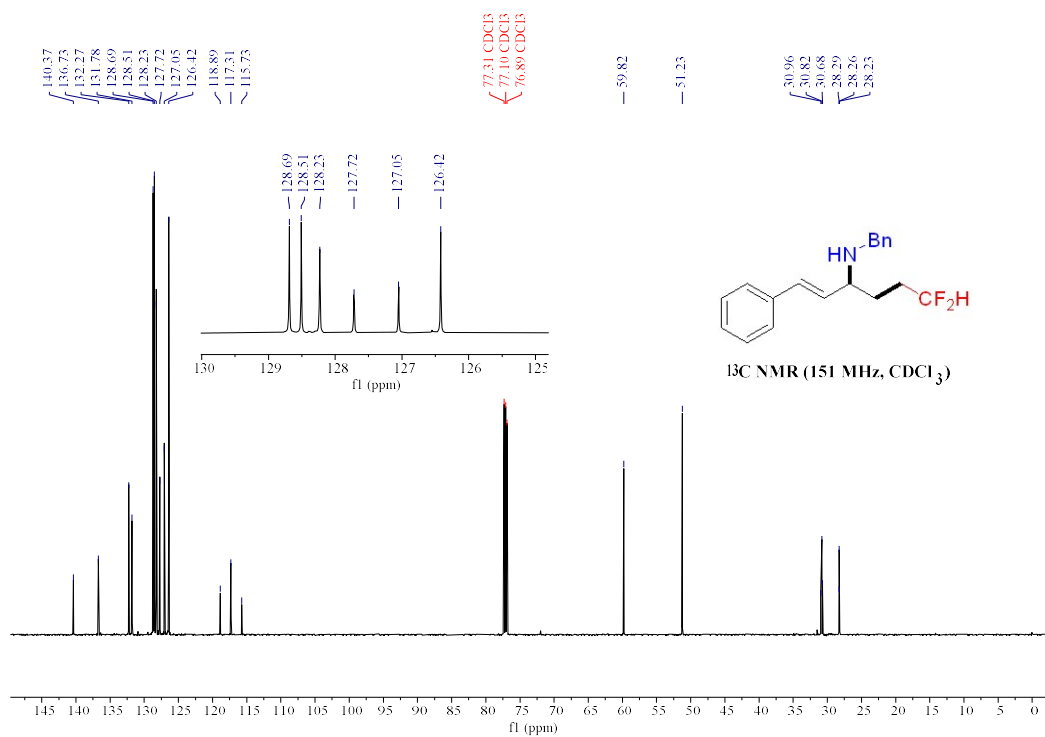 140.37
136.73
132.27
131.78
128.69
128.51
128.23
127.72
127.05
126.42
118.89
117.31
115.73
77.31 CDCl3
77.10 CDCl3
76.89 CDCl3
59.82
51.23
30.96
30.82
30.68
28.29
28.26
28.23
128.69
128.51
128.23
127.72
127.05
126.42
130 129 128 127 126 125
f1 (ppm)
HN Bn
CF2H
13C NMR (151 MHz, CDCl3)
145 140 135 130 125 120 115 110 105 100 95 90 85 80 75 70 65 60 55 50 45 40 35 30 25 20 15 10 5 0
f1 (ppm)